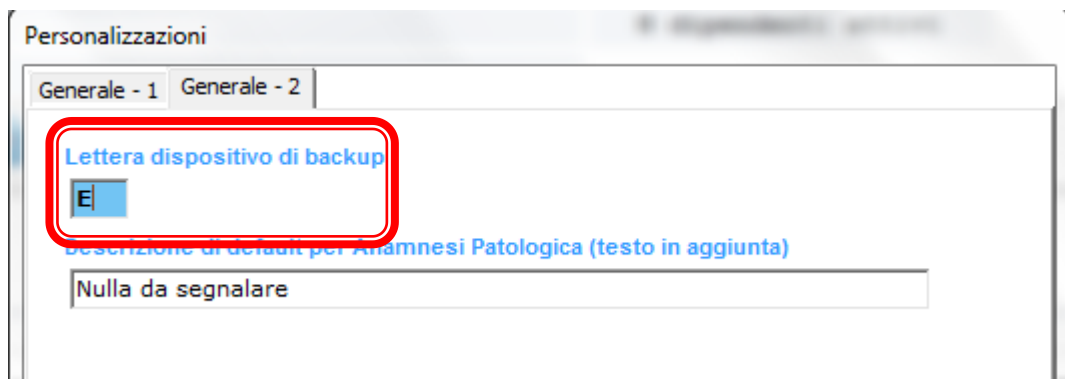 Personalizzazioni
Generale - 1 Generale - 2
Lettera dispositivo di backup
E
Descrizione di default per Anamnesi Patologica (testo in aggiunta)
Nulla da segnalare